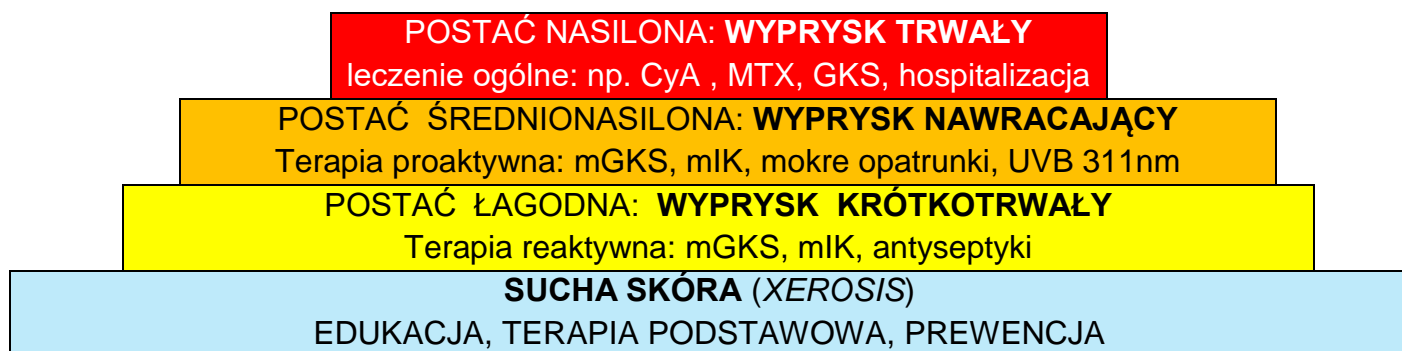 POSTAĆ NASILONA: WYPRYSK TRWAŁY
leczenie ogólne: np. CyA , MTX, GKS, hospitalizacja
POSTAĆ ŚREDNIONASILONA: WYPRYSK NAWRACAJĄCY
Terapia proaktywna: mGKS, mIK, mokre opatrunki, UVB 311nm
POSTAĆ ŁAGODNA: WYPRYSK KRÓTKOTRWAŁY
Terapia reaktywna: mGKS, mIK, antyseptyki
SUCHA SKÓRA (XEROSIS)
EDUKACJA, TERAPIA PODSTAWOWA, PREWENCJA